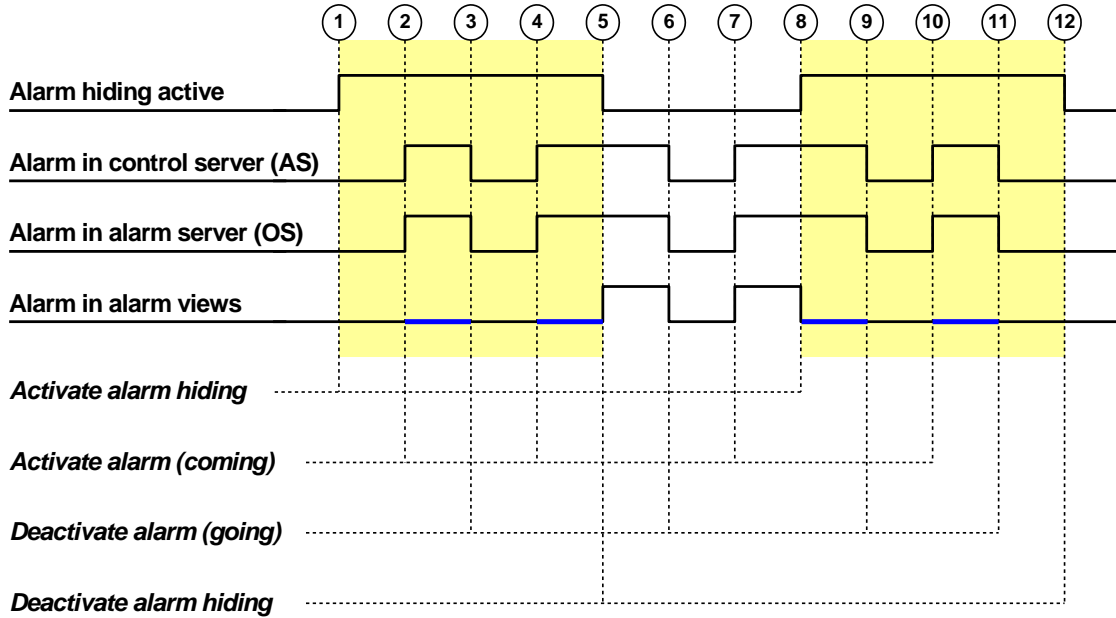 1 2 3 4 5 6 7 8 9 10 11 12
Alarm hiding active
Alarm in control server (AS)
Alarm in alarm server (OS)
Alarm in alarm views
Activate alarm hiding
Activate alarm (coming)
Deactivate alarm (going)
Deactivate alarm hiding